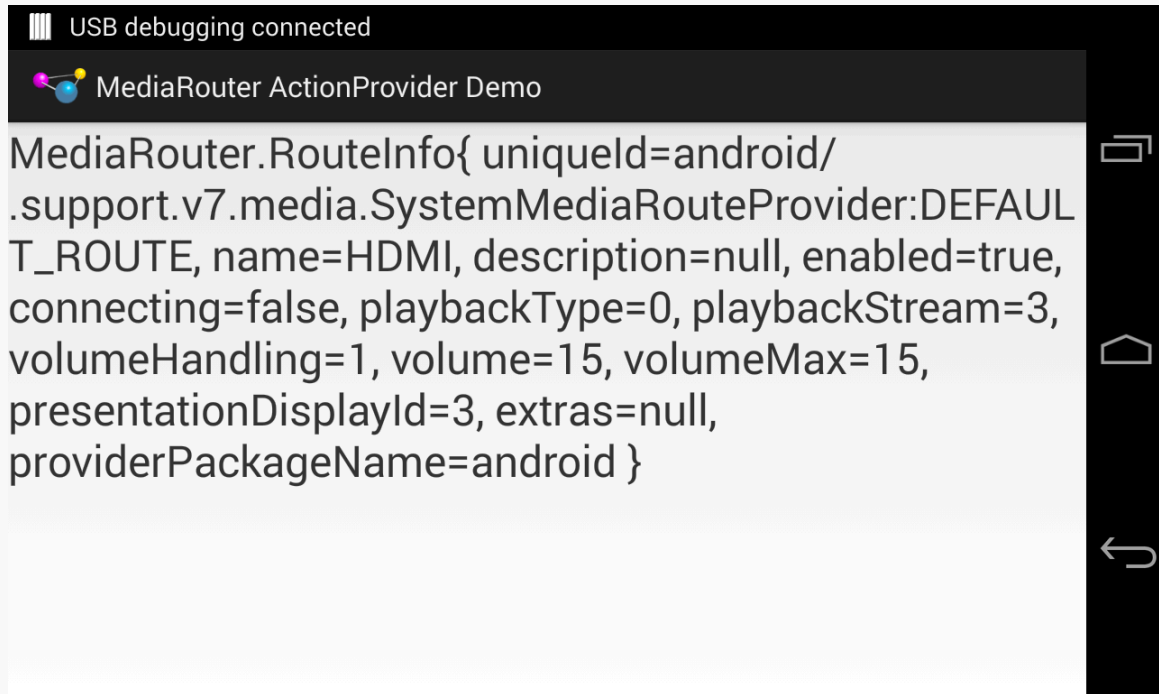 USB debugging connected
MediaRouter ActionProvider Demo
MediaRouter.RouteInfo{ uniqueId=android/
.support.v7.media.SystemMediaRouteProvider:DEFAUL
T_ROUTE, name=HDMI, description=null, enabled=true,
connecting=false, playbackType=0, playbackStream=3,
volumeHandling=1, volume=15, volumeMax=15,
presentationDisplayId=3, extras=null,
providerPackageName=android }